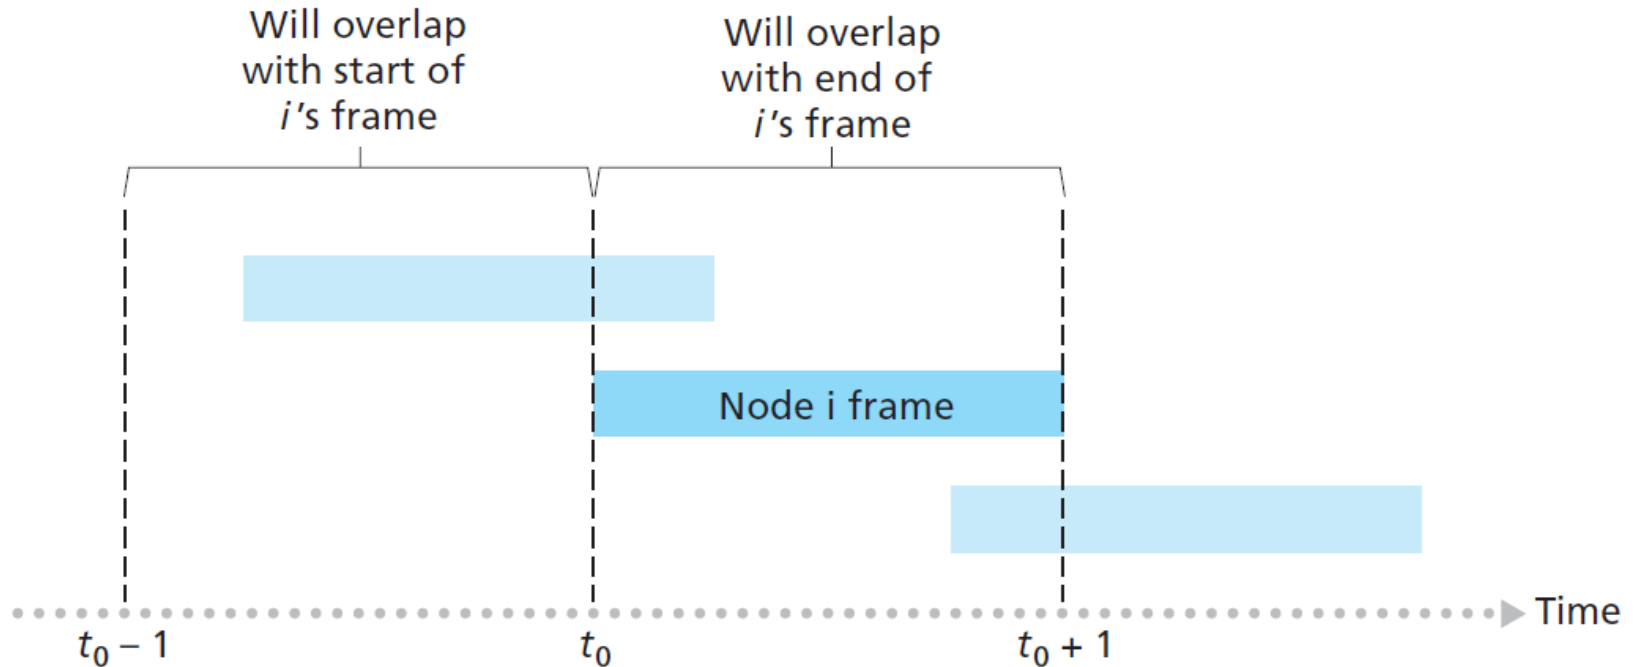 Will overlap
with start of
i's frame
Will overlap
with end of
i's frame
Node i frame
Time
t₀ – 1
t₀
t₀ + 1